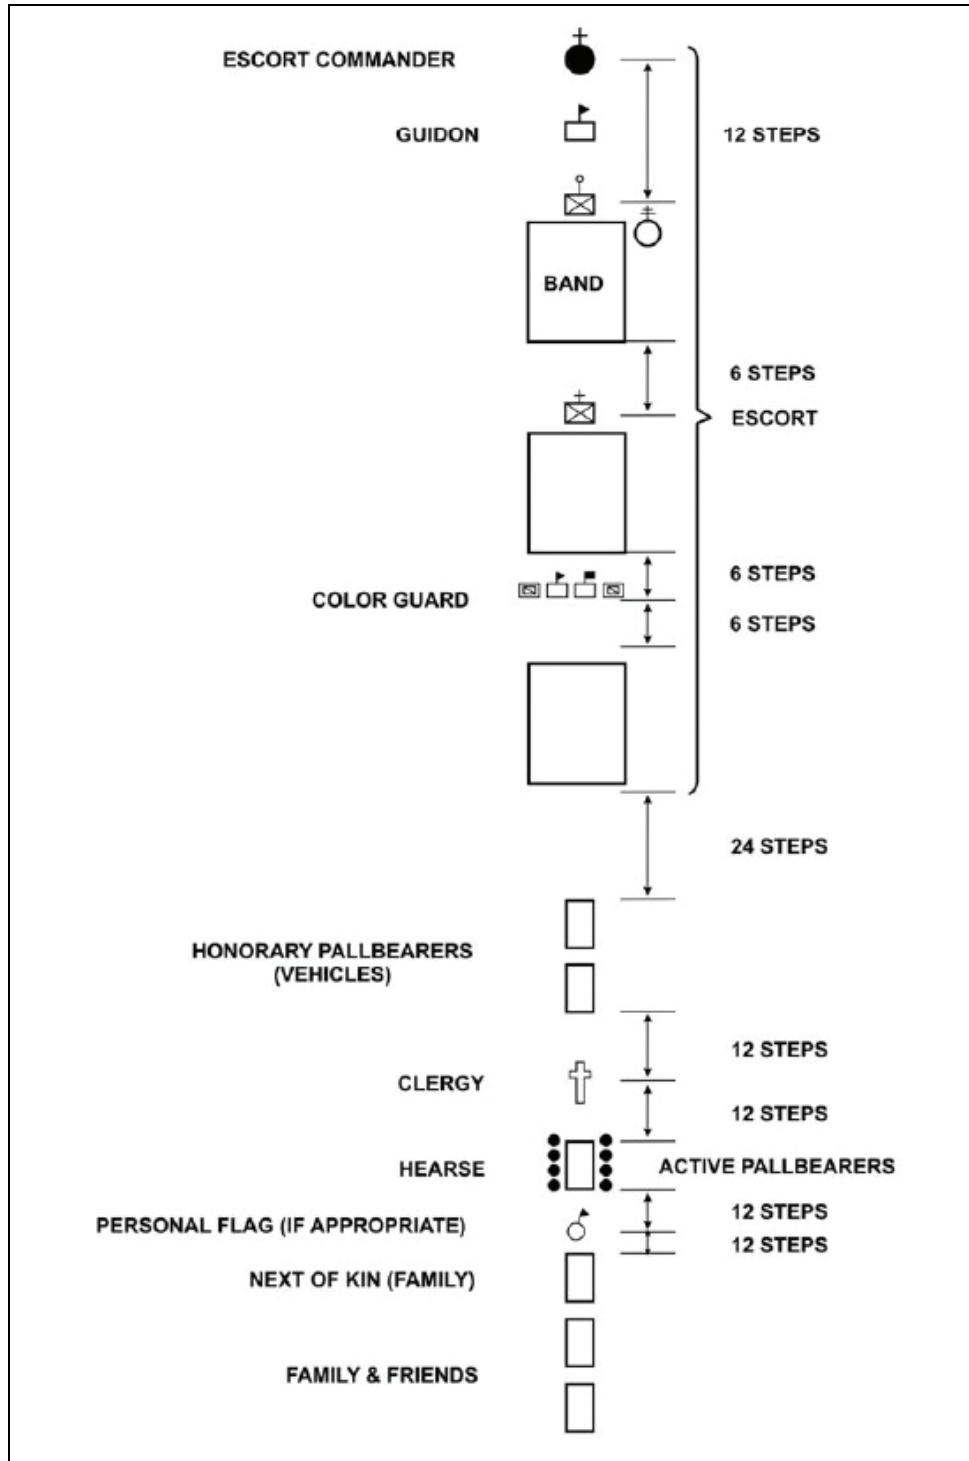 ESCORT COMMANDER
GUIDON
12 STEPS
BAND
6 STEPS
ESCORT
6 STEPS
COLOR GUARD
6 STEPS
24 STEPS
HONORARY PALLBEARERS
(VEHICLES)
12 STEPS
CLERGY
12 STEPS
HEARSE
ACTIVE PALLBEARERS
12 STEPS
PERSONAL FLAG (IF APPROPRIATE)
12 STEPS
NEXT OF KIN (FAMILY)
FAMILY & FRIENDS